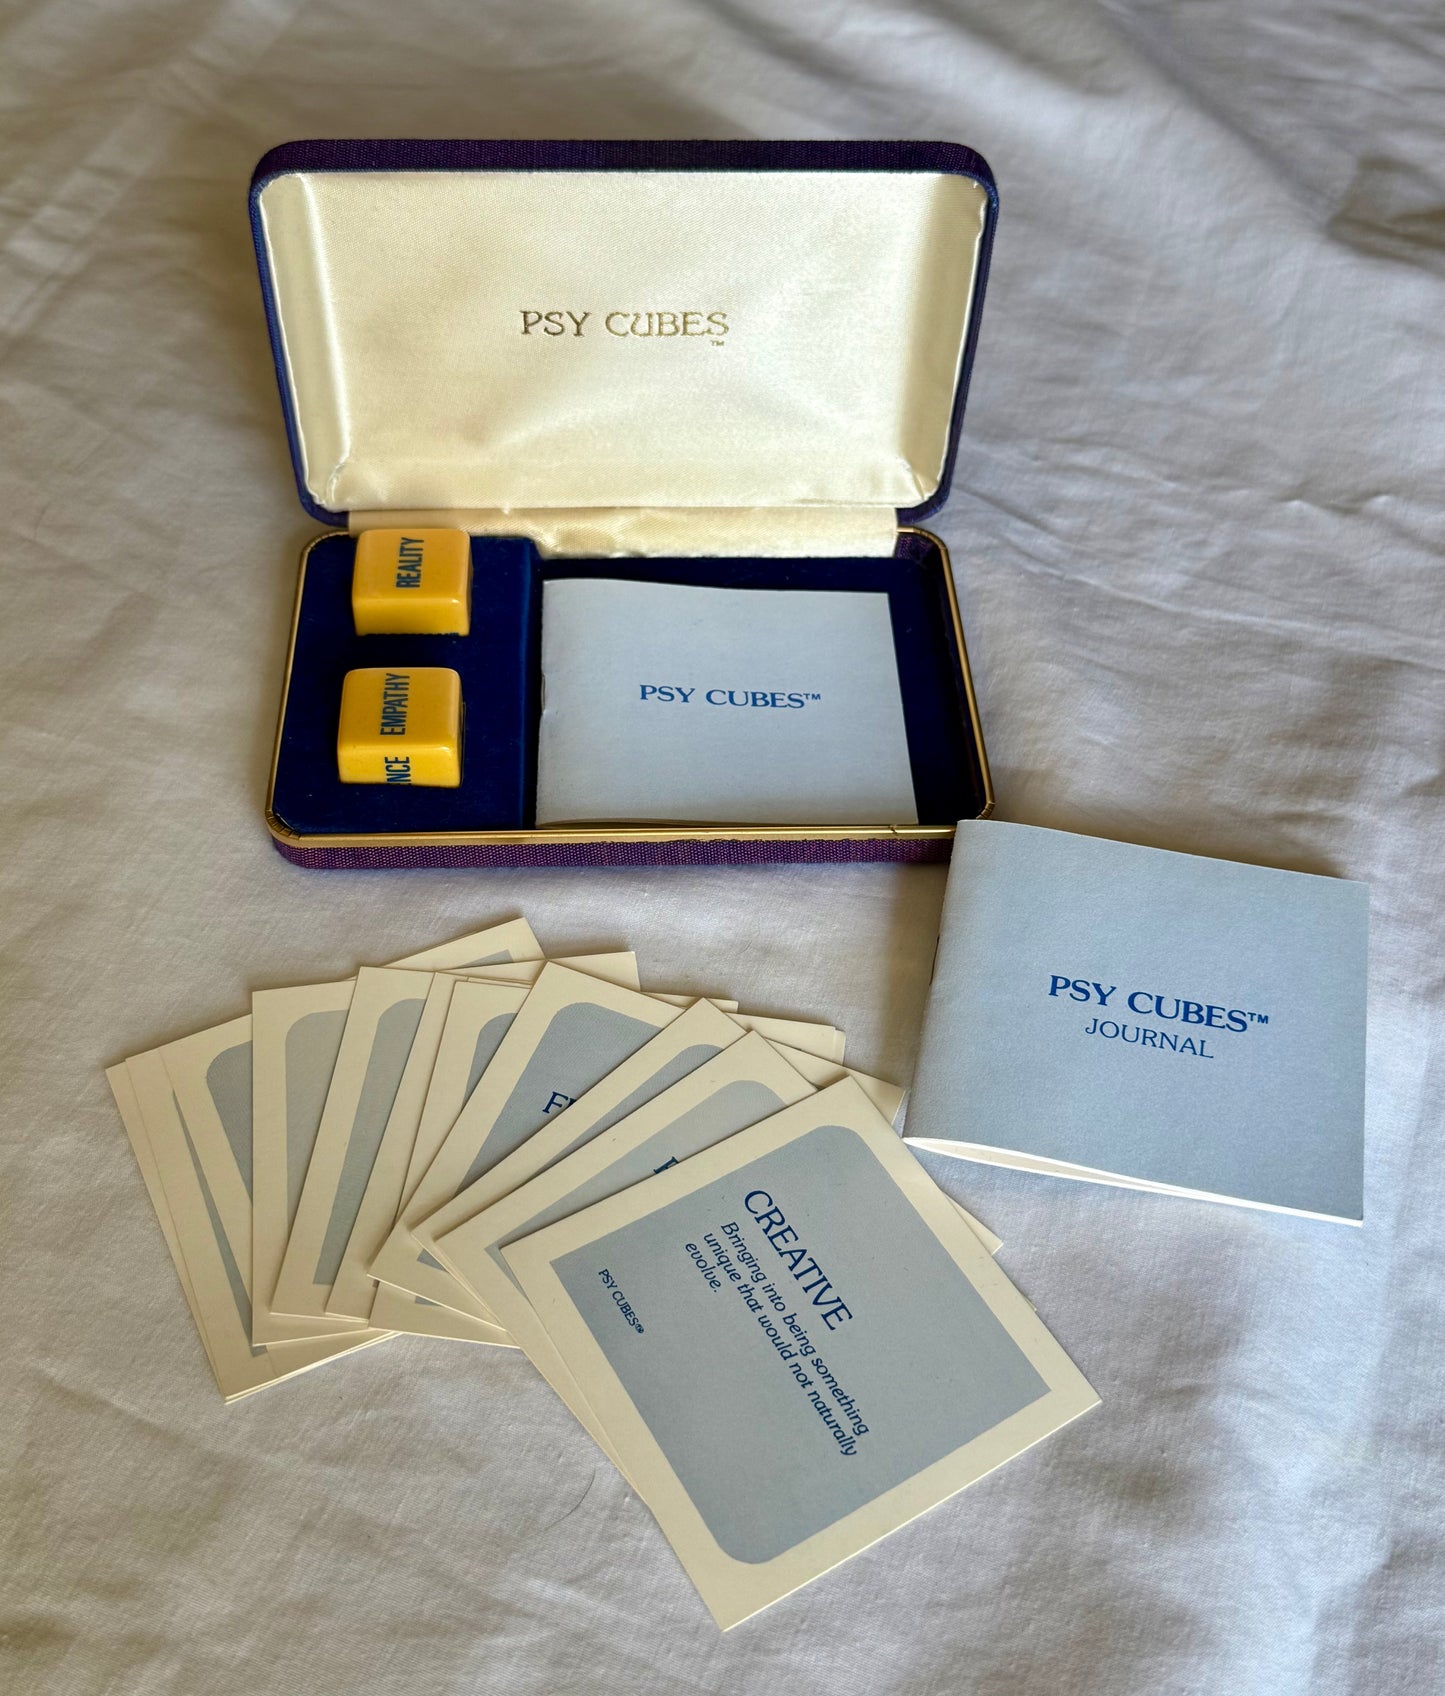 PSY CUBES
™
REALITY
EMPATHY
PSY CUBES™
PSY CUBES™
JOURNAL
CREATIVE
Bringing into being something
unique that would not naturally
evolve.
PSY CUBES™